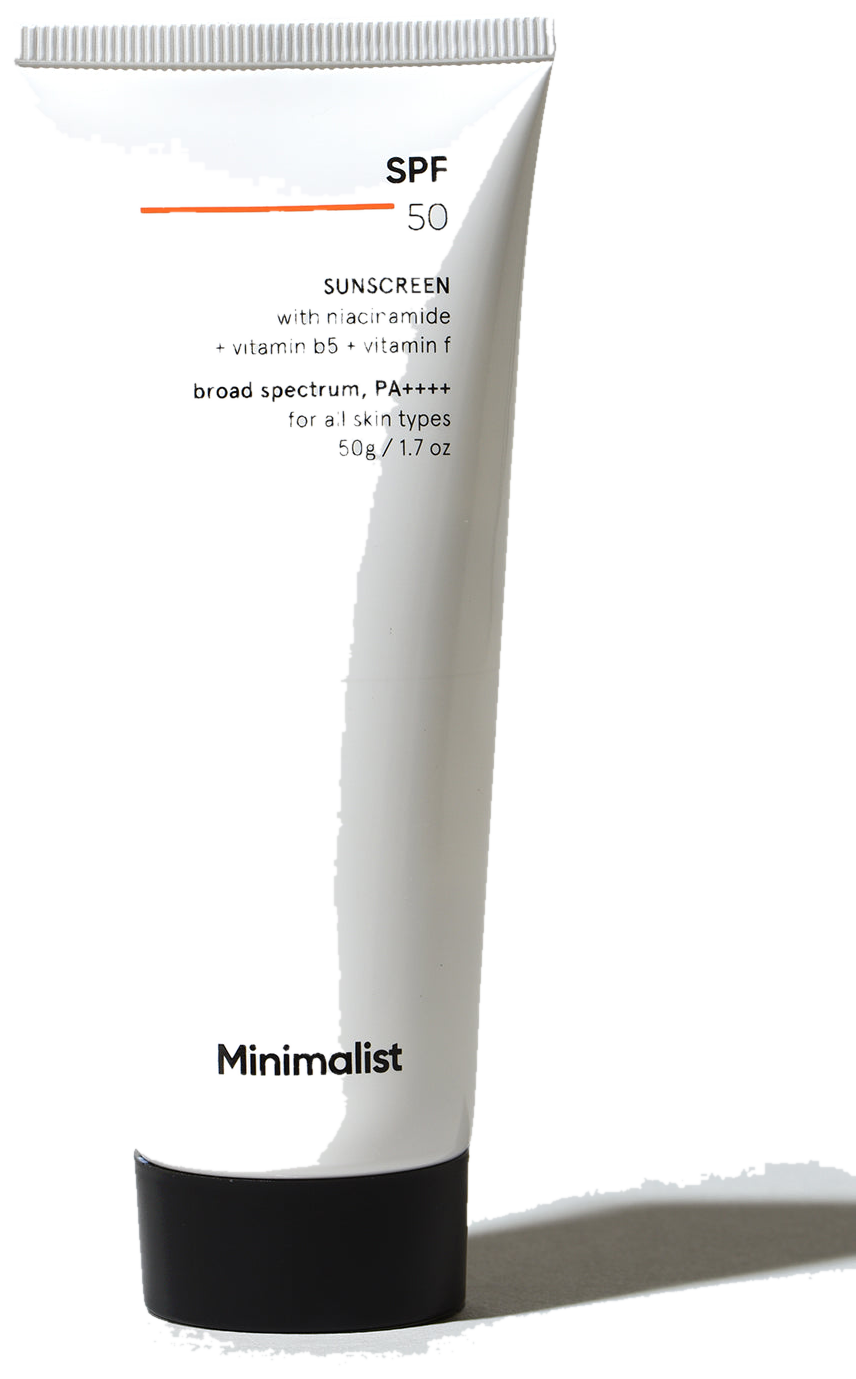 SPF
50
SUNSCREEN
with niacinamide
+ vitamin b5 + vitamin f
broad spectrum, PA++++
for all skin types
50g / 1.7 oz
Minimalist